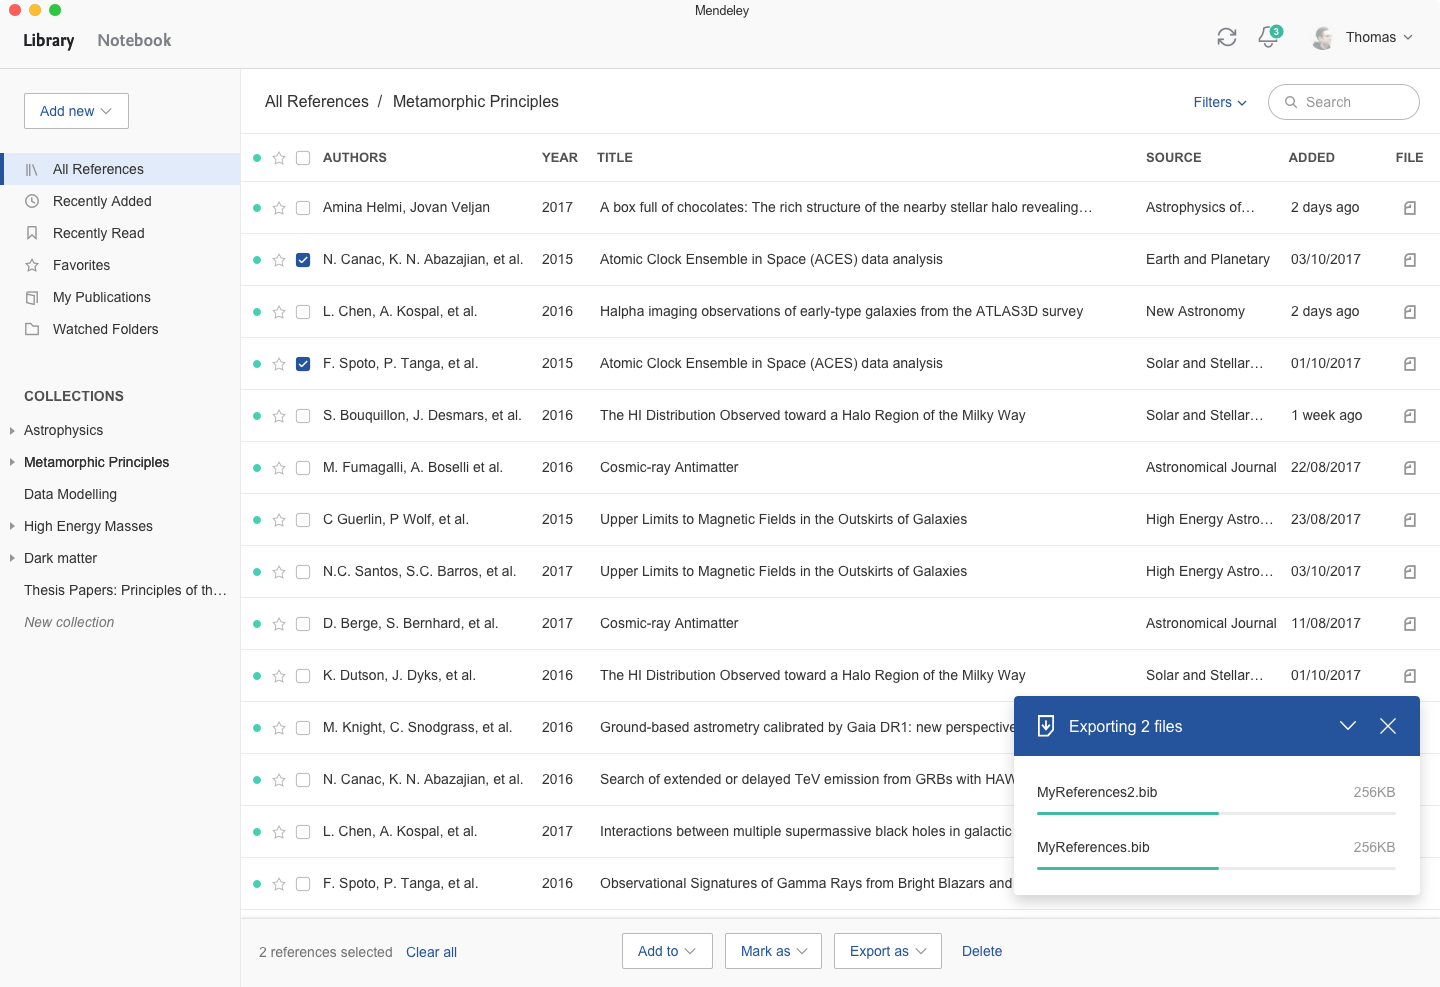 Mendeley
Library Notebook
3
Thomas
Add new
All References
Recently Added
Recently Read
Favorites
My Publications
Watched Folders
COLLECTIONS
Astrophysics
Metamorphic Principles
Data Modelling
High Energy Masses
Dark matter
Thesis Papers: Principles of th…
New collection
All References / Metamorphic Principles
Filters
Search
AUTHORS YEAR TITLE SOURCE ADDED FILE
Amina Helmi, Jovan Veljan 2017 A box full of chocolates: The rich structure of the nearby stellar halo revealing… Astrophysics of… 2 days ago
N. Canac, K. N. Abazajian, et al. 2015 Atomic Clock Ensemble in Space (ACES) data analysis Earth and Planetary 03/10/2017
L. Chen, A. Kospal, et al. 2016 Halpha imaging observations of early-type galaxies from the ATLAS3D survey New Astronomy 2 days ago
F. Spoto, P. Tanga, et al. 2015 Atomic Clock Ensemble in Space (ACES) data analysis Solar and Stellar… 01/10/2017
S. Bouquillon, J. Desmars, et al. 2016 The HI Distribution Observed toward a Halo Region of the Milky Way Solar and Stellar… 1 week ago
M. Fumagalli, A. Boselli et al. 2016 Cosmic-ray Antimatter Astronomical Journal 22/08/2017
C Guerlin, P Wolf, et al. 2015 Upper Limits to Magnetic Fields in the Outskirts of Galaxies High Energy Astro… 23/08/2017
N.C. Santos, S.C. Barros, et al. 2017 Upper Limits to Magnetic Fields in the Outskirts of Galaxies High Energy Astro… 03/10/2017
D. Berge, S. Bernhard, et al. 2017 Cosmic-ray Antimatter Astronomical Journal 11/08/2017
K. Dutson, J. Dyks, et al. 2016 The HI Distribution Observed toward a Halo Region of the Milky Way Solar and Stellar… 01/10/2017
M. Knight, C. Snodgrass, et al. 2016 Ground-based astrometry calibrated by Gaia DR1: new perspective
N. Canac, K. N. Abazajian, et al. 2016 Search of extended or delayed TeV emission from GRBs with HAW
L. Chen, A. Kospal, et al. 2017 Interactions between multiple supermassive black holes in galactic
F. Spoto, P. Tanga, et al. 2016 Observational Signatures of Gamma Rays from Bright Blazars and
Exporting 2 files
MyReferences2.bib 256KB
MyReferences.bib 256KB
2 references selected Clear all Add to Mark as Export as Delete